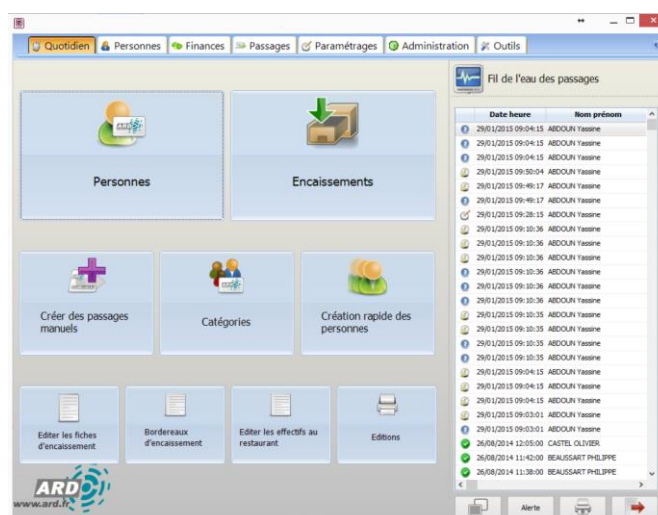 Quotidien Personnes Finances Passages Paramétrages Administration Outils
Personnes
Encaissements
Créer des passages
manuels
Catégories
Création rapide des
personnes
Editer les fiches
d'encaissement
Bordereaux
d'encaissement
Editer les effectifs au
restaurant
Editions
ARD
www.ard.fr
Fil de l'eau des passages
Date heure Nom prénom
29/01/2015 09:04:15 ABDOUN Yassine
29/01/2015 09:04:15 ABDOUN Yassine
29/01/2015 09:04:15 ABDOUN Yassine
29/01/2015 09:50:04 ABDOUN Yassine
29/01/2015 09:49:17 ABDOUN Yassine
29/01/2015 09:49:17 ABDOUN Yassine
29/01/2015 09:28:15 ABDOUN Yassine
29/01/2015 09:10:36 ABDOUN Yassine
29/01/2015 09:10:36 ABDOUN Yassine
29/01/2015 09:10:36 ABDOUN Yassine
29/01/2015 09:10:36 ABDOUN Yassine
29/01/2015 09:10:36 ABDOUN Yassine
29/01/2015 09:10:36 ABDOUN Yassine
29/01/2015 09:10:35 ABDOUN Yassine
29/01/2015 09:10:35 ABDOUN Yassine
29/01/2015 09:10:35 ABDOUN Yassine
29/01/2015 09:10:35 ABDOUN Yassine
29/01/2015 09:04:15 ABDOUN Yassine
29/01/2015 09:04:15 ABDOUN Yassine
29/01/2015 09:04:15 ABDOUN Yassine
29/01/2015 09:03:01 ABDOUN Yassine
29/01/2015 09:03:01 ABDOUN Yassine
26/08/2014 12:05:00 CASTEL OLIVIER
26/08/2014 11:42:00 BEAUSSART PHILIPPE
26/08/2014 11:38:00 BEAUSSART PHILIPPE
Alerte